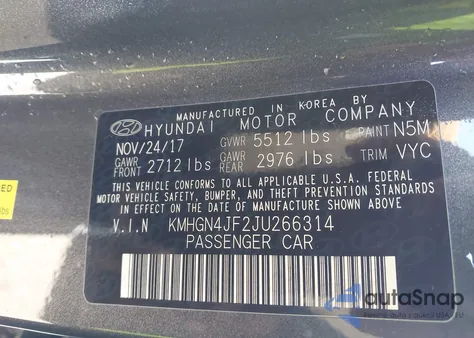 MANUFACTURED IN KOREA BY
HYUNDAI MOTOR COMPANY
NOV/24/17 GVWR 5512 lbs PAINT N5M
GAWR FRONT 2712 lbs GAWR REAR 2976 lbs TRIM VYC
THIS VEHICLE CONFORMS TO ALL APPLICABLE U.S.A. FEDERAL
MOTOR VEHICLE SAFETY, BUMPER, AND THEFT PREVENTION STANDARDS
IN EFFECT ON THE DATE OF MANUFACTURE SHOWN ABOVE
V.I.N KMHGN4JF2JU266314
PASSENGER CAR
autoSnap